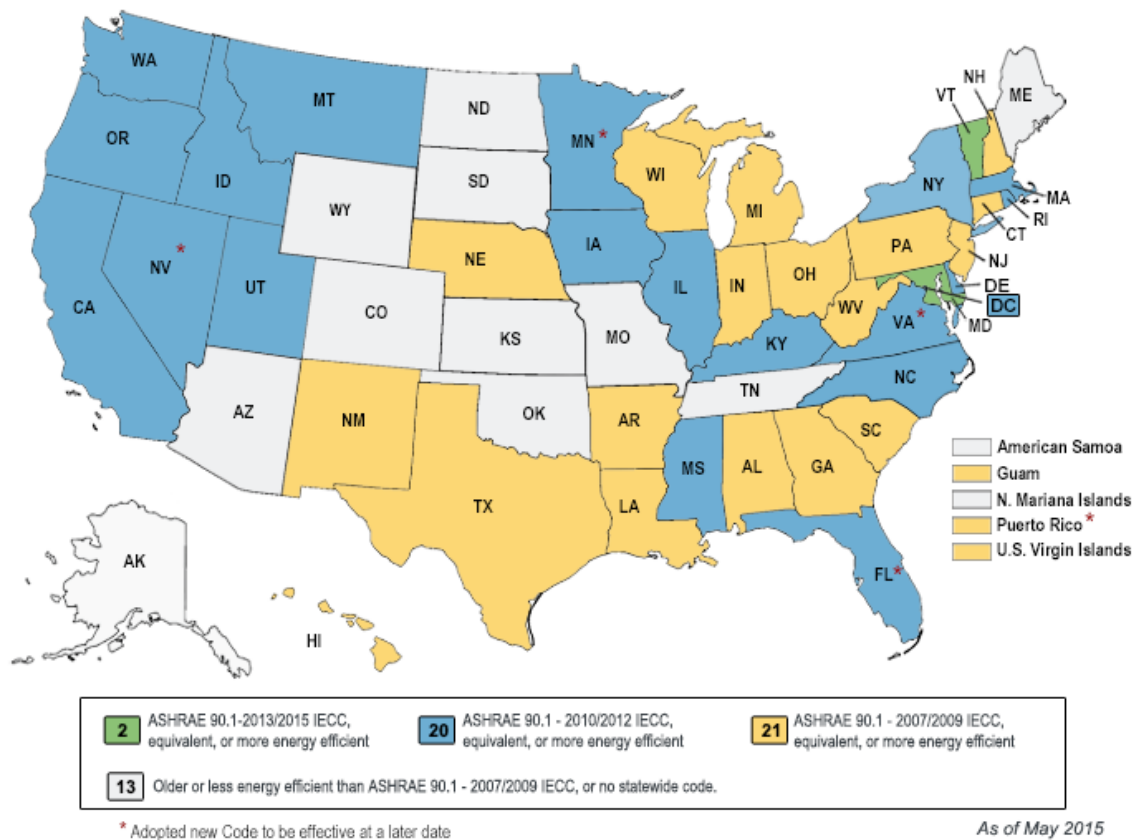 WA
MT
ND
MN *
OR
ID
SD
WY
WI
MI
NH
VT
ME
NY
MA
RI
CT
NV *
UT
CA
NE
IA
IL
IN
OH
PA
NJ
DE
DC
MD
WV
VA *
CO
KS
MO
KY
NC
TN
AZ
NM
OK
AR
SC
MS
AL
GA
TX
LA
FL *
AK
HI
American Samoa
Guam
N. Mariana Islands
Puerto Rico *
U.S. Virgin Islands
2 ASHRAE 90.1-2013/2015 IECC,
equivalent, or more energy efficient
20 ASHRAE 90.1 - 2010/2012 IECC,
equivalent, or more energy efficient
21 ASHRAE 90.1 - 2007/2009 IECC,
equivalent, or more energy efficient
13 Older or less energy efficient than ASHRAE 90.1 - 2007/2009 IECC, or no statewide code.
* Adopted new Code to be effective at a later date
As of May 2015